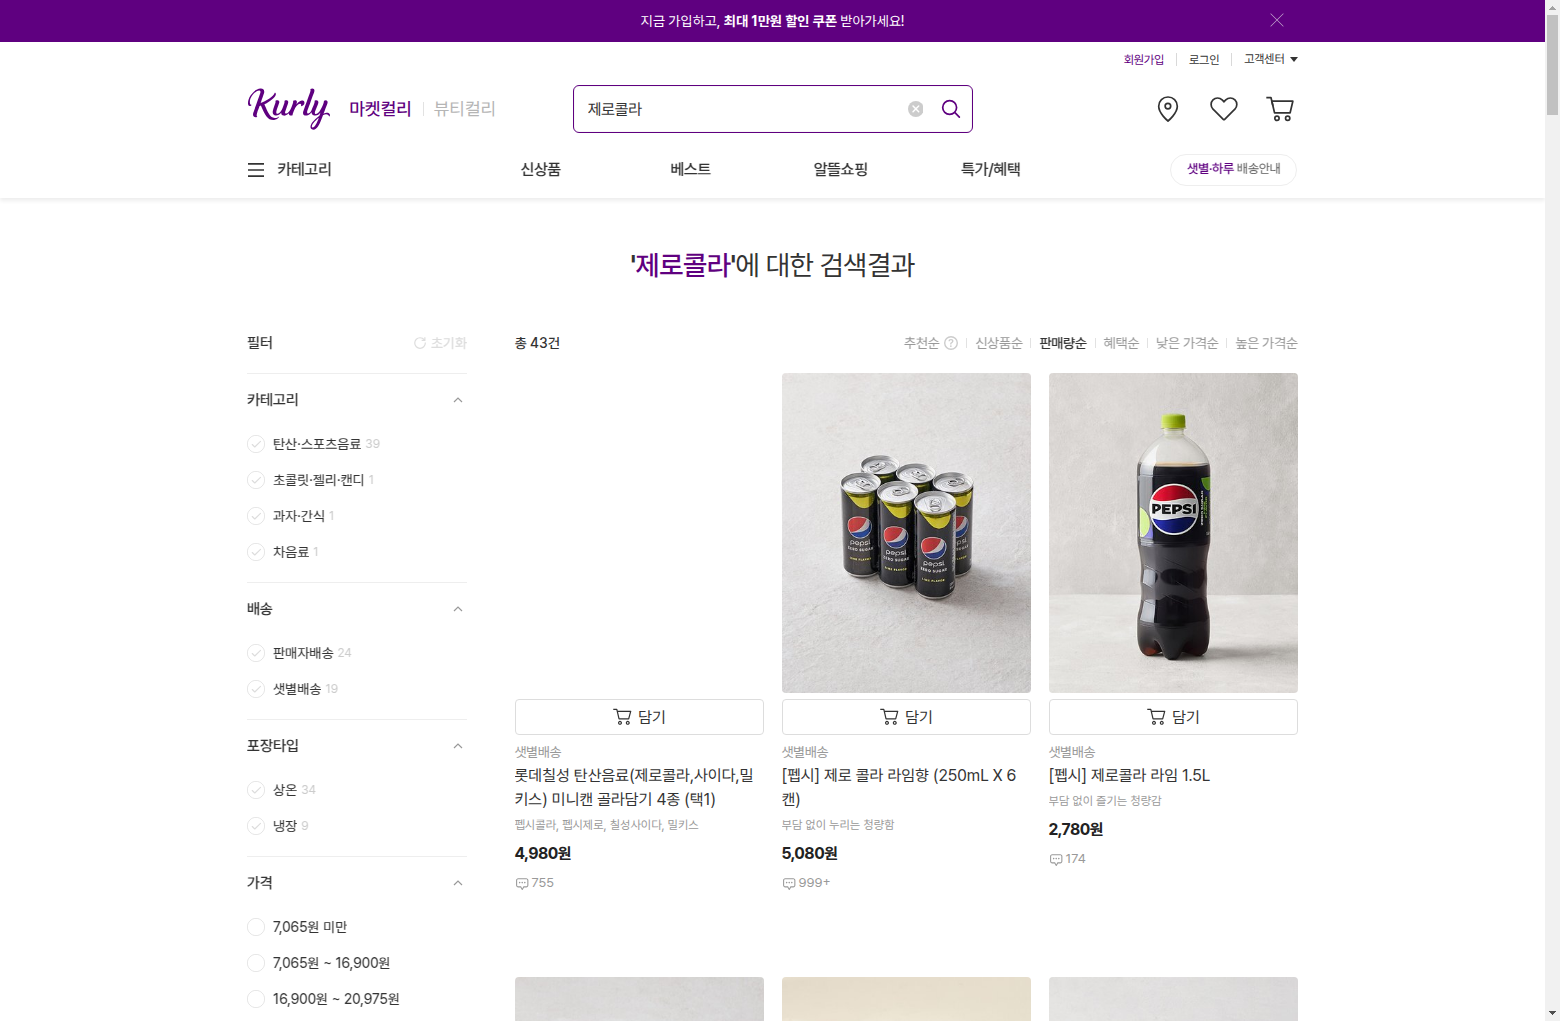 지금 가입하고, 최대 1만원 할인 쿠폰 받아가세요!
회원가입
로그인
고객센터
Kurly
마켓컬리
뷰티컬리
제로콜라
카테고리
신상품
베스트
알뜰쇼핑
특가/혜택
샛별·하루 배송안내
'제로콜라'에 대한 검색결과
필터
초기화
총 43건
추천순 ?
신상품순
판매량순
혜택순
낮은 가격순
높은 가격순
카테고리
탄산·스포츠음료 39
초콜릿·젤리·캔디 1
과자·간식 1
차음료 1
배송
판매자배송 24
샛별배송 19
포장타입
상온 34
냉장 9
가격
7,065원 미만
7,065원 ~ 16,900원
16,900원 ~ 20,975원
담기
샛별배송
롯데칠성 탄산음료(제로콜라,사이다,밀
키스) 미니캔 골라담기 4종 (택1)
펩시콜라, 펩시제로, 칠성사이다, 밀키스
4,980원
755
pepsi
ZERO SUGAR
pepsi
ZERO SUGAR
pepsi
ZERO SUGAR
담기
샛별배송
[펩시] 제로 콜라 라임향 (250mL X 6
캔)
부담 없이 누리는 청량함
5,080원
999+
PEPSI
담기
샛별배송
[펩시] 제로콜라 라임 1.5L
부담 없이 즐기는 청량감
2,780원
174